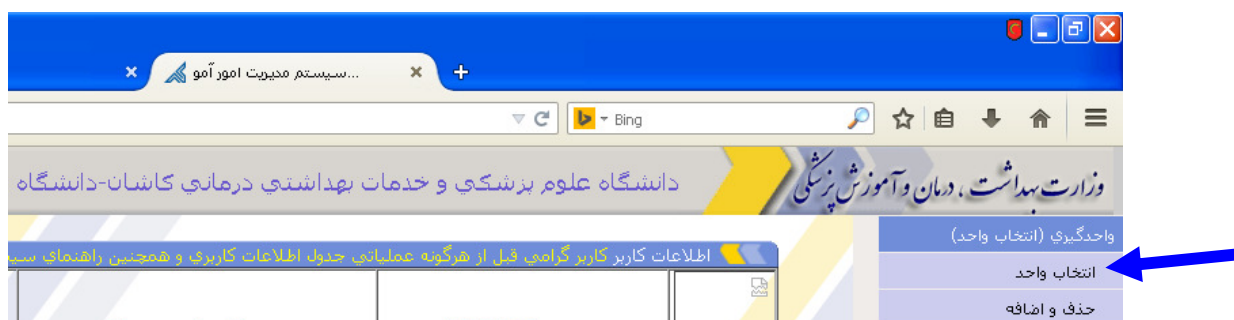 سیستم مدیریت امور آمو...
Bing
وزارت بهداشت، درمان و آموزش پزشکی
دانشگاه علوم پزشكي و خدمات بهداشتي درماني كاشان-دانشگاه
واحدگيري (انتخاب واحد)
اطلاعات كاربر كاربر گرامي قبل از هرگونه عملياتي جدول اطلاعات كاربري و همچنين راهنماي سي
انتخاب واحد
حذف و اضافه